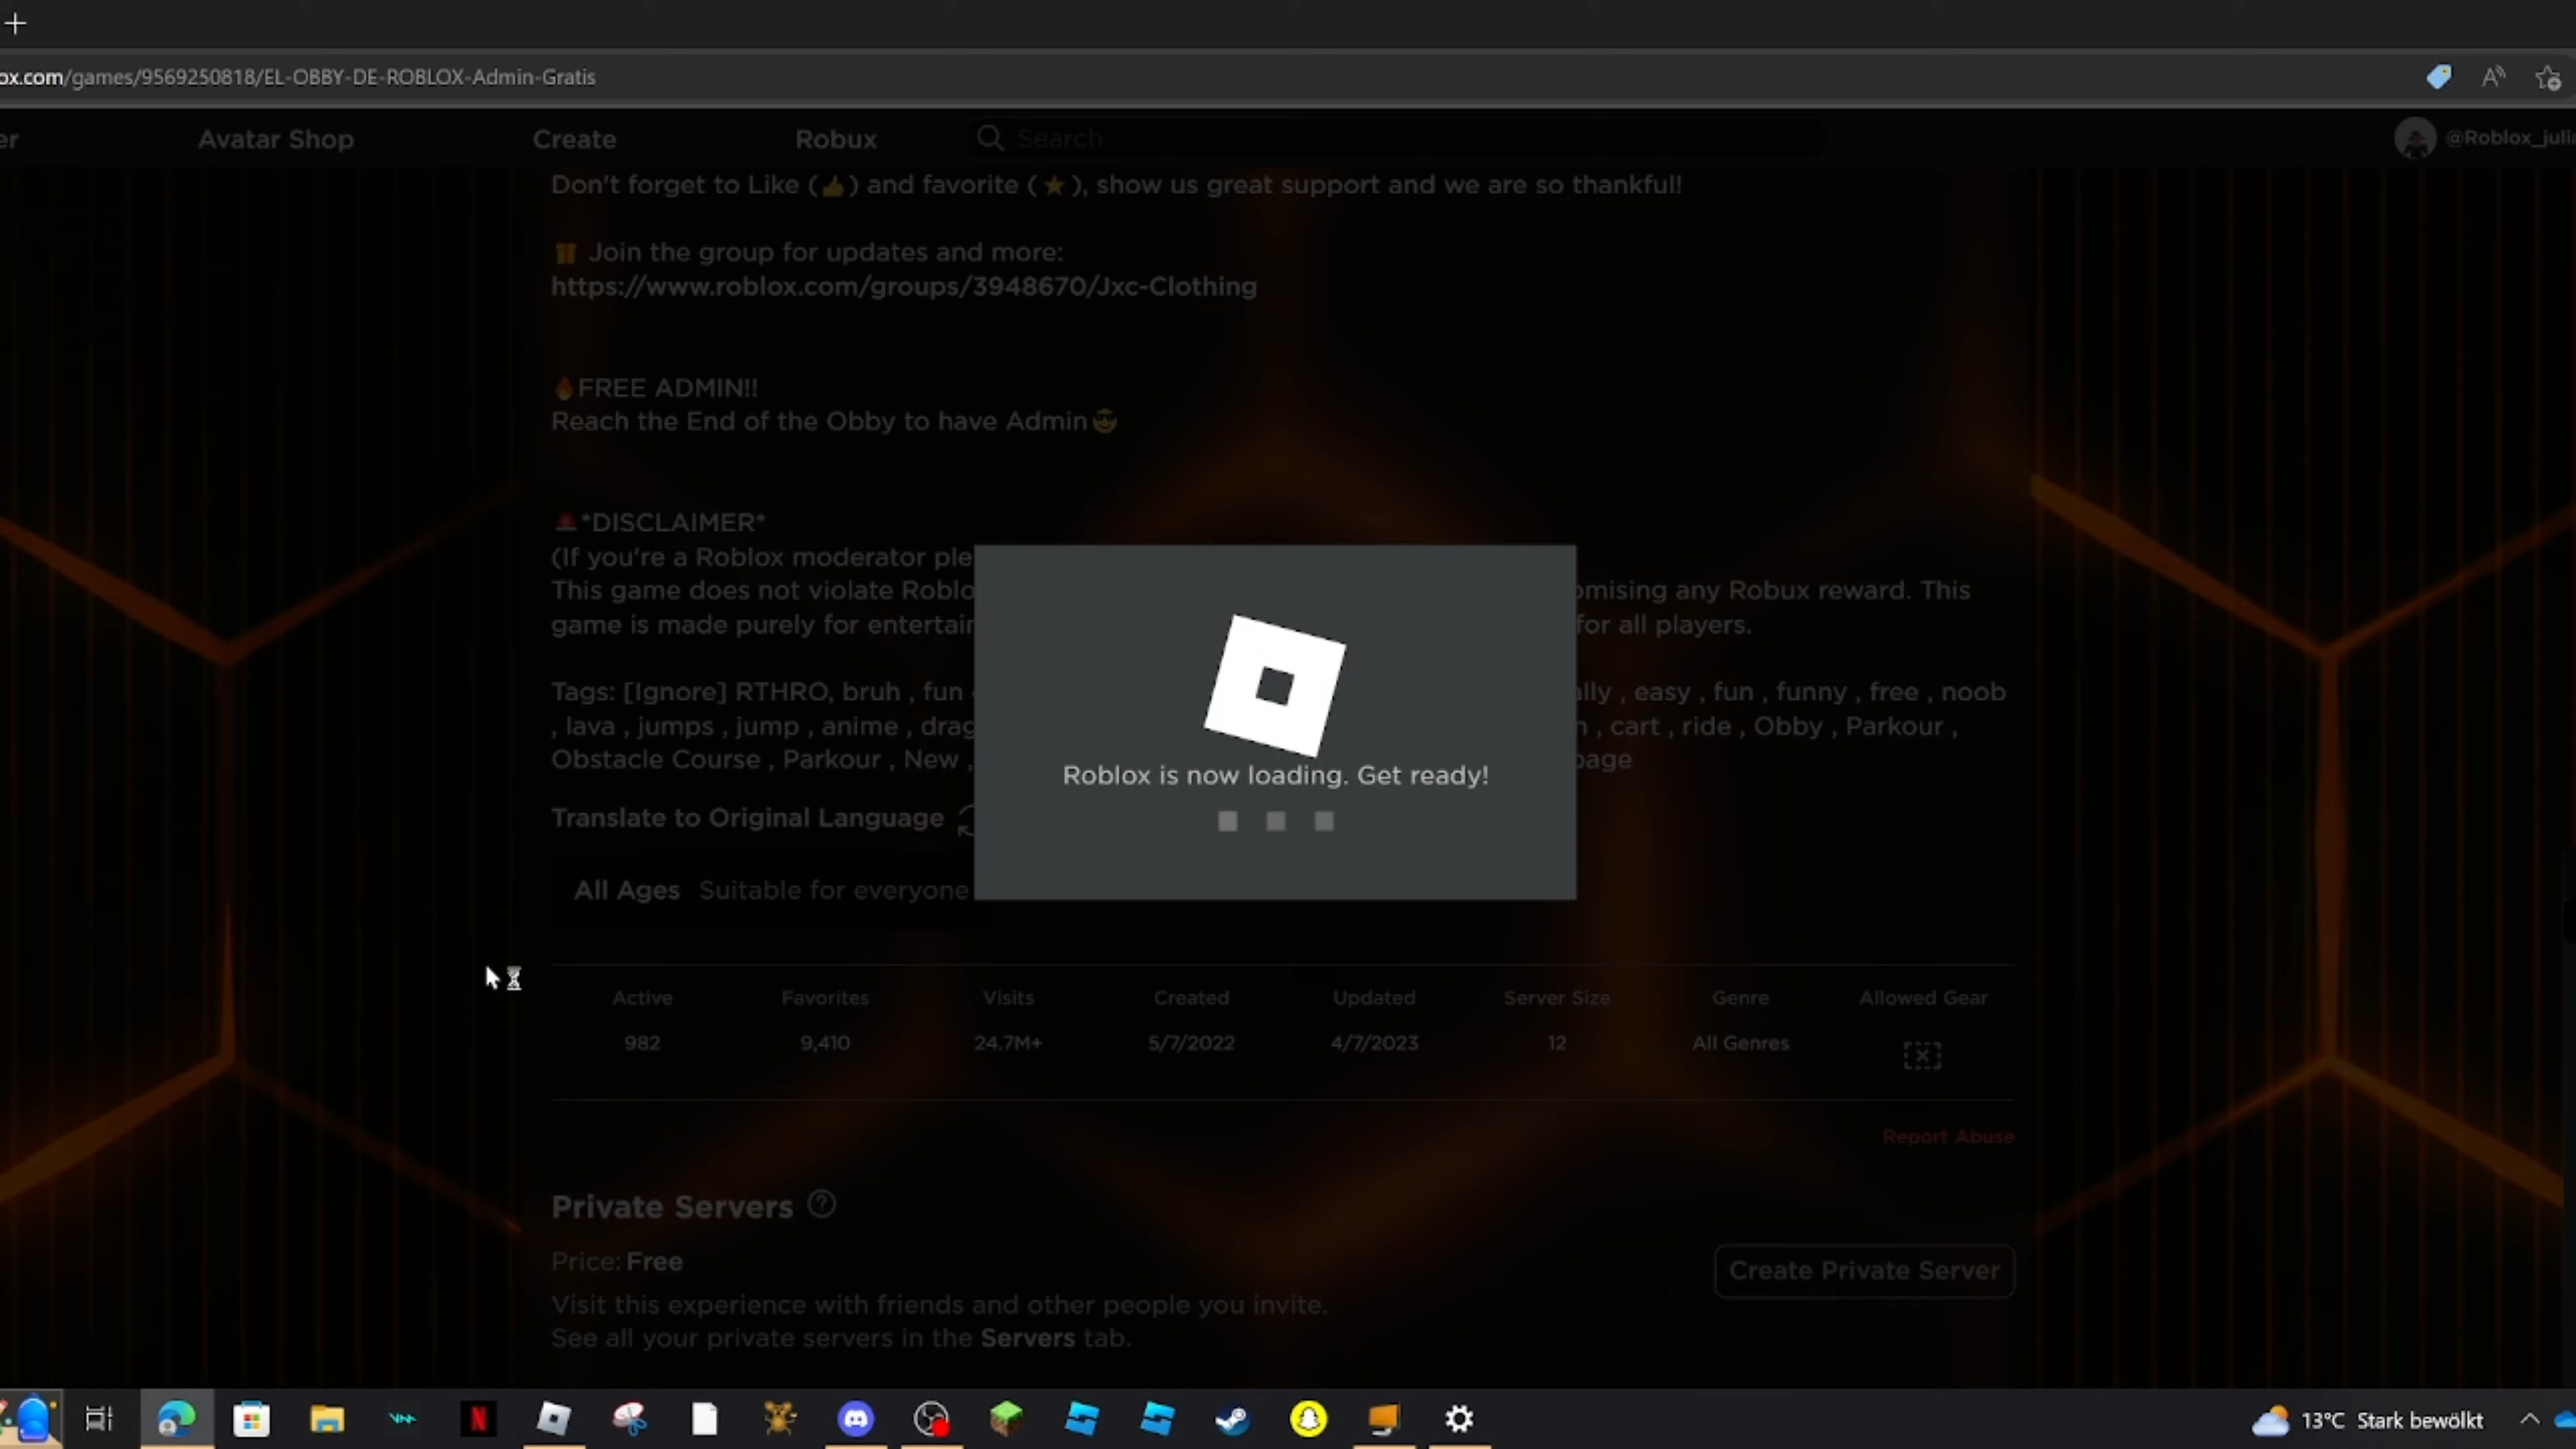 ox.com/games/9569250818/EL-OBBY-DE-ROBLOX-Admin-Gratis
er Avatar Shop Create Robux Search @Roblox_julia
Don't forget to Like (👍) and favorite (⭐), show us great support and we are so thankful!
🎁 Join the group for updates and more:
https://www.roblox.com/groups/3948670/Jxc-Clothing
🔥FREE ADMIN!!
Reach the End of the Obby to have Admin😎
🚨*DISCLAIMER*
(If you're a Roblox moderator ple
This game does not violate Roblo omising any Robux reward. This
game is made purely for entertain for all players.
Tags: [Ignore] RTHRO, bruh , fun ally , easy , fun , funny , free , noob
, lava , jumps , jump , anime , drag n , cart , ride , Obby , Parkour ,
Obstacle Course , Parkour , New , page
Roblox is now loading. Get ready!
Translate to Original Language
All Ages Suitable for everyone
Active Favorites Visits Created Updated Server Size Genre Allowed Gear
982 9,410 24.7M+ 5/7/2022 4/7/2023 12 All Genres
Report Abuse
Private Servers
Price: Free
Create Private Server
Visit this experience with friends and other people you invite.
See all your private servers in the Servers tab.
13°C Stark bewölkt